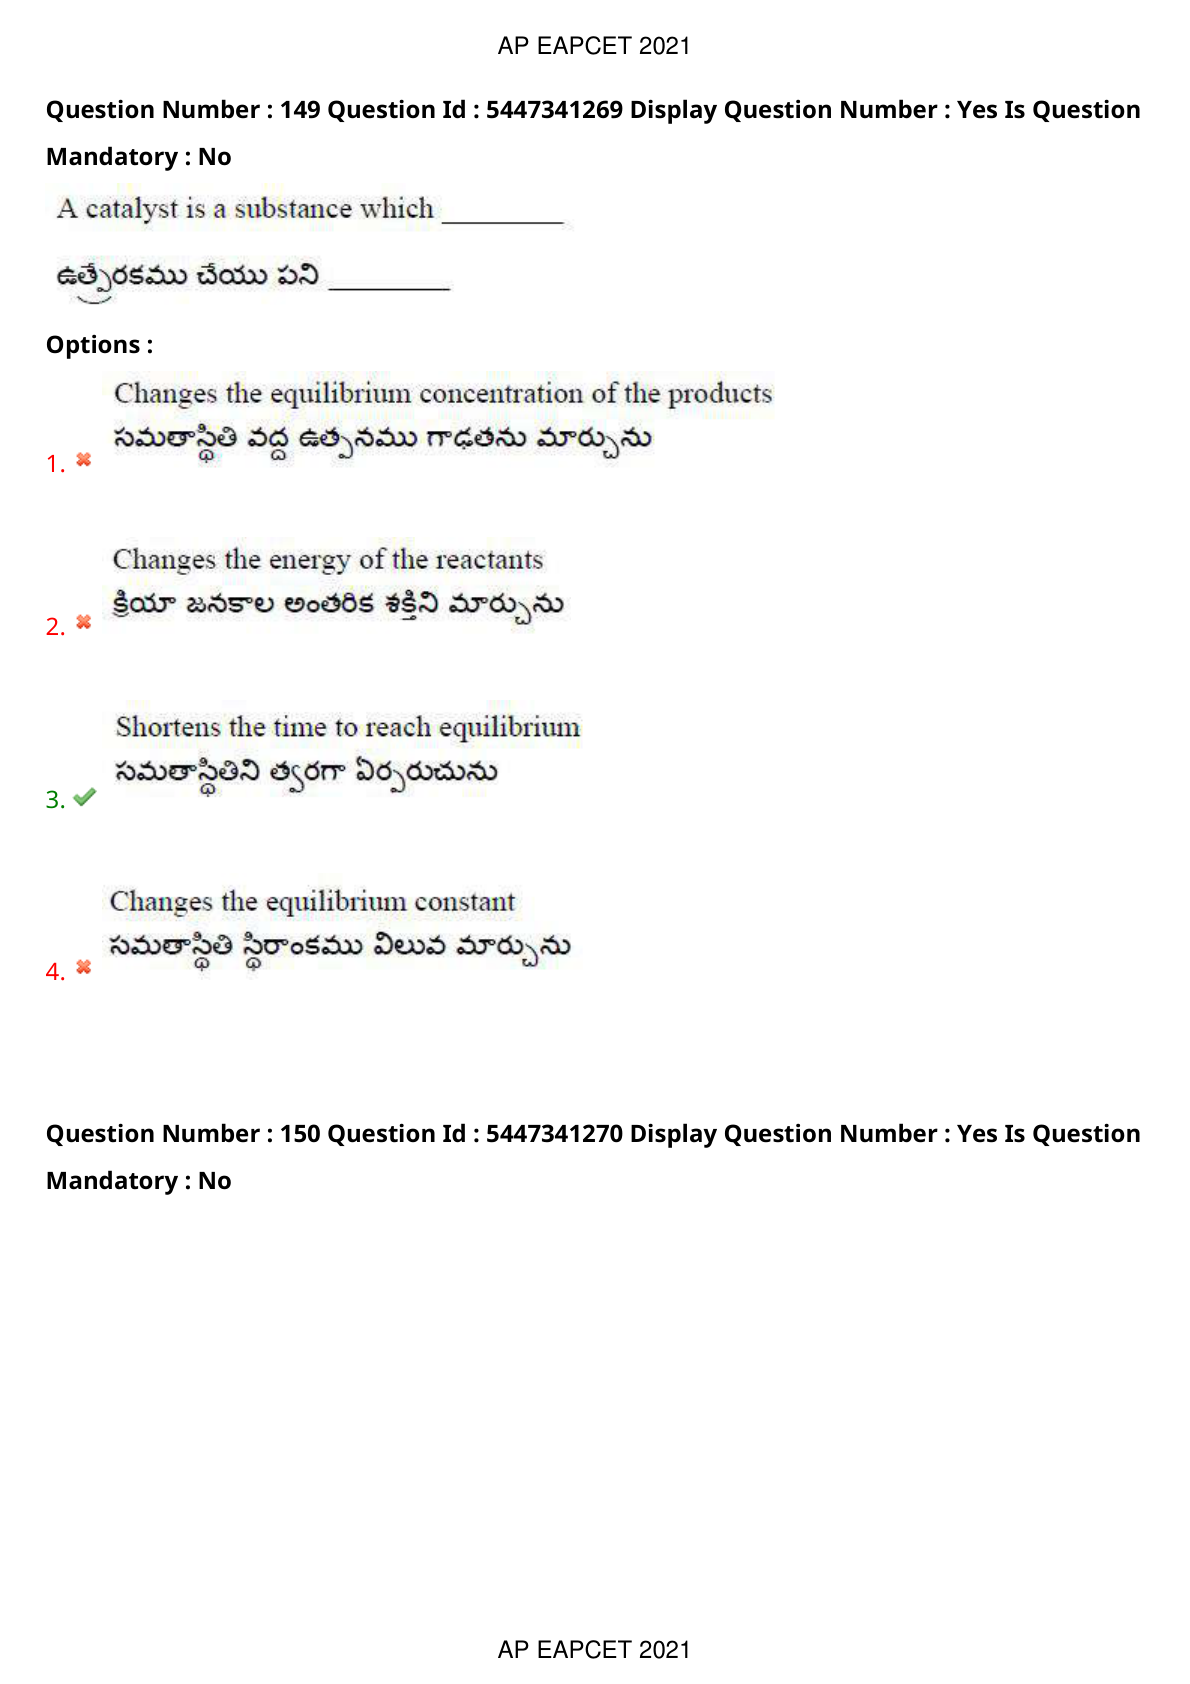 AP EAPCET 2021
Question Number : 149 Question Id : 5447341269 Display Question Number : Yes Is Question
Mandatory : No
A catalyst is a substance which ________
ఉత్ప్రేరకము చేయు పని ________
Options :
Changes the equilibrium concentration of the products
సమతాస్థితి వద్ద ఉత్పనము గాఢతను మార్చును
1.
Changes the energy of the reactants
క్రియా జనకాల అంతరిక శక్తిని మార్చును
2.
Shortens the time to reach equilibrium
సమతాస్థితిని త్వరగా ఏర్పరుచును
3.
Changes the equilibrium constant
సమతాస్థితి స్థిరాంకము విలువ మార్చును
4.
Question Number : 150 Question Id : 5447341270 Display Question Number : Yes Is Question
Mandatory : No
AP EAPCET 2021